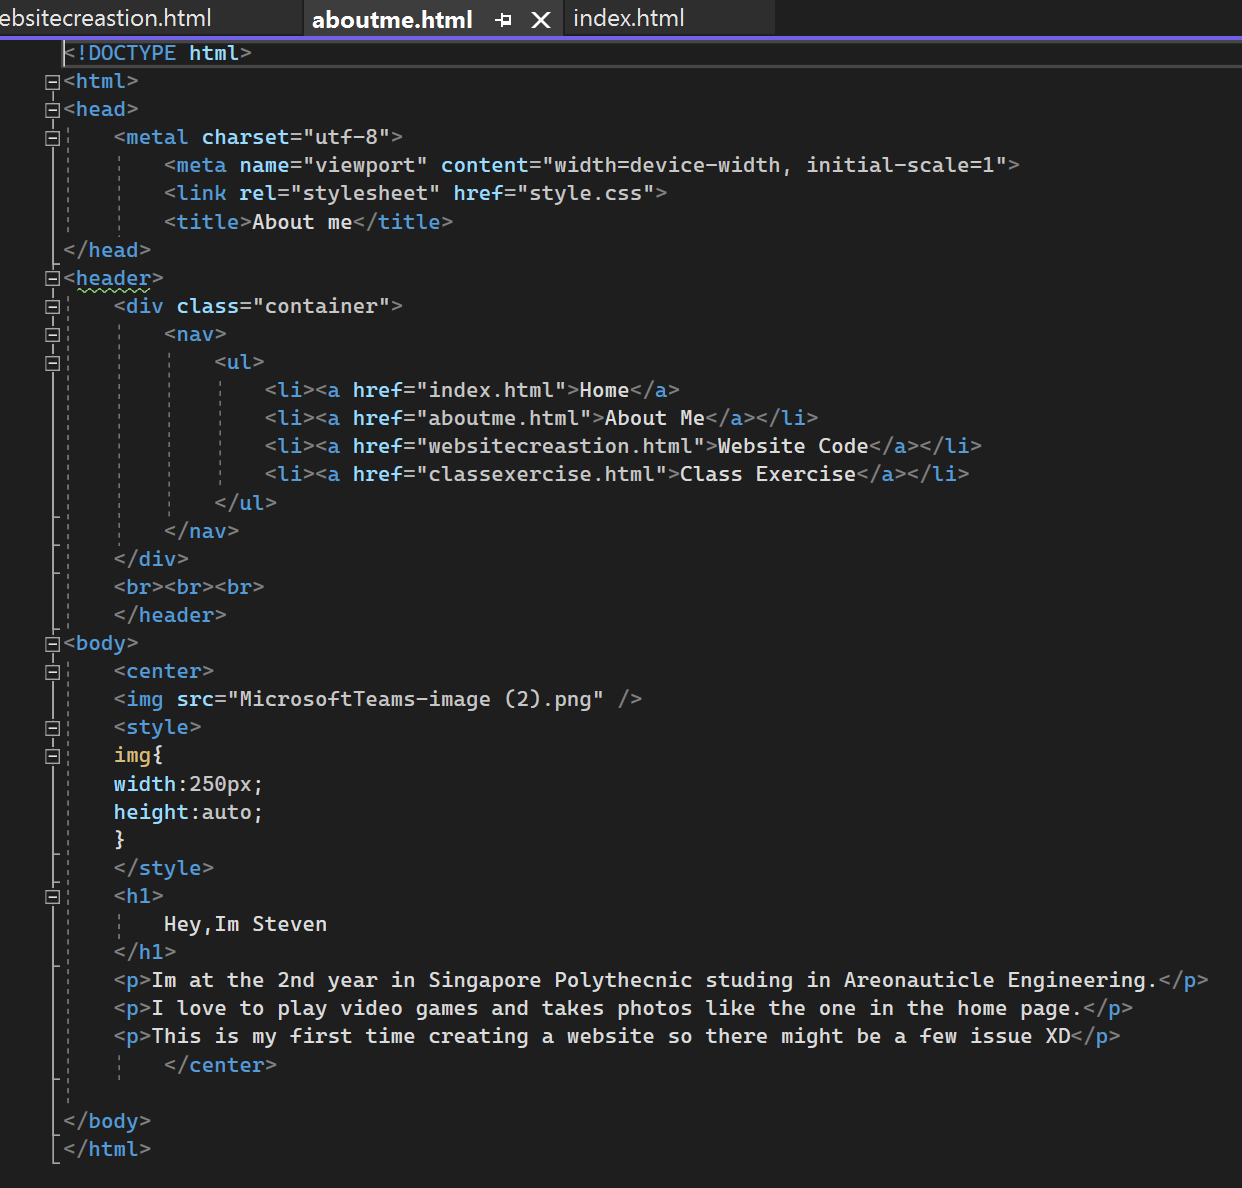 ebsitecreastion.html aboutme.html index.html
<!DOCTYPE html>
<html>
<head>
<metal charset="utf-8">
<meta name="viewport" content="width=device-width, initial-scale=1">
<link rel="stylesheet" href="style.css">
<title>About me</title>
</head>
<header>
<div class="container">
<nav>
<ul>
<li><a href="index.html">Home</a>
<li><a href="aboutme.html">About Me</a></li>
<li><a href="websitecreastion.html">Website Code</a></li>
<li><a href="classexercise.html">Class Exercise</a></li>
</ul>
</nav>
</div>
<br><br><br>
</header>
<body>
<center>
<img src="MicrosoftTeams-image (2).png" />
<style>
img{
width:250px;
height:auto;
}
</style>
<h1>
Hey,Im Steven
</h1>
<p>Im at the 2nd year in Singapore Polythecnic studing in Areonauticle Engineering.</p>
<p>I love to play video games and takes photos like the one in the home page.</p>
<p>This is my first time creating a website so there might be a few issue XD</p>
</center>
</body>
</html>